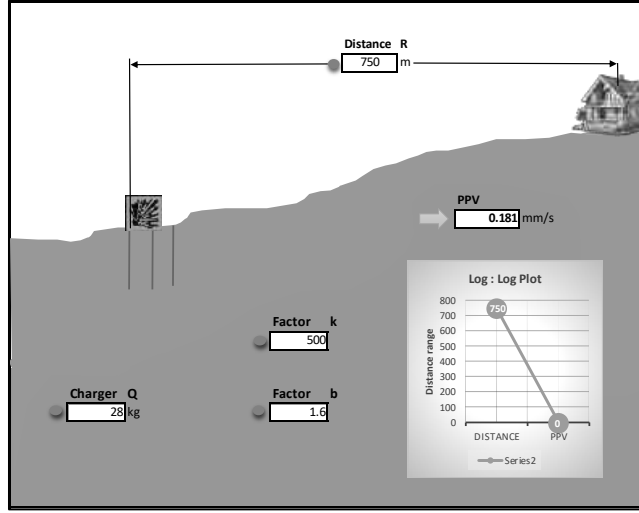 Distance R
750 m
PPV
0.181 mm/s
Log : Log Plot
800
700
600
500
400
300
200
100
0
Distance range
750
0
DISTANCE PPV
Series2
Factor k
500
Charger Q
28 kg
Factor b
1.6